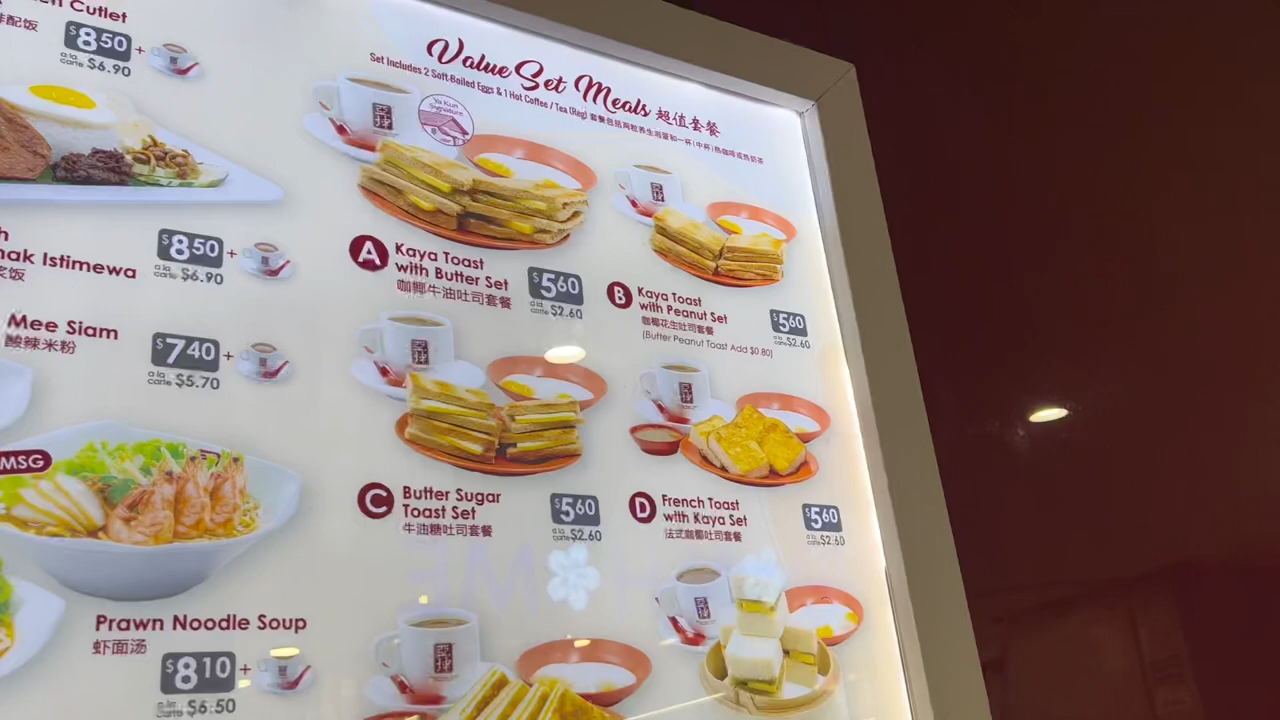 Cutlet
配饭
$8.50 +
a la carte $6.90
Istimewa
$8.50 +
a la carte $6.90
Mee Siam
酸辣米粉
$7.40 +
a la carte $5.70
MSG
Prawn Noodle Soup
虾面汤
$8.10 +
a la carte $6.50
Value Set Meals 超值套餐
Set Includes 2 Soft-Boiled Eggs & 1 Hot Coffee / Tea (Reg)
Ya Kun
Signature
A
Kaya Toast
with Butter Set
咖椰牛油吐司套餐
$5.60
a la carte $2.60
B
Kaya Toast
with Peanut Set
咖椰花生吐司套餐
(Butter Peanut Toast Add $0.80)
$5.60
a la carte $2.60
C
Butter Sugar
Toast Set
牛油糖吐司套餐
$5.60
a la carte $2.60
D
French Toast
with Kaya Set
法式咖椰吐司套餐
$5.60
a la carte $2.60